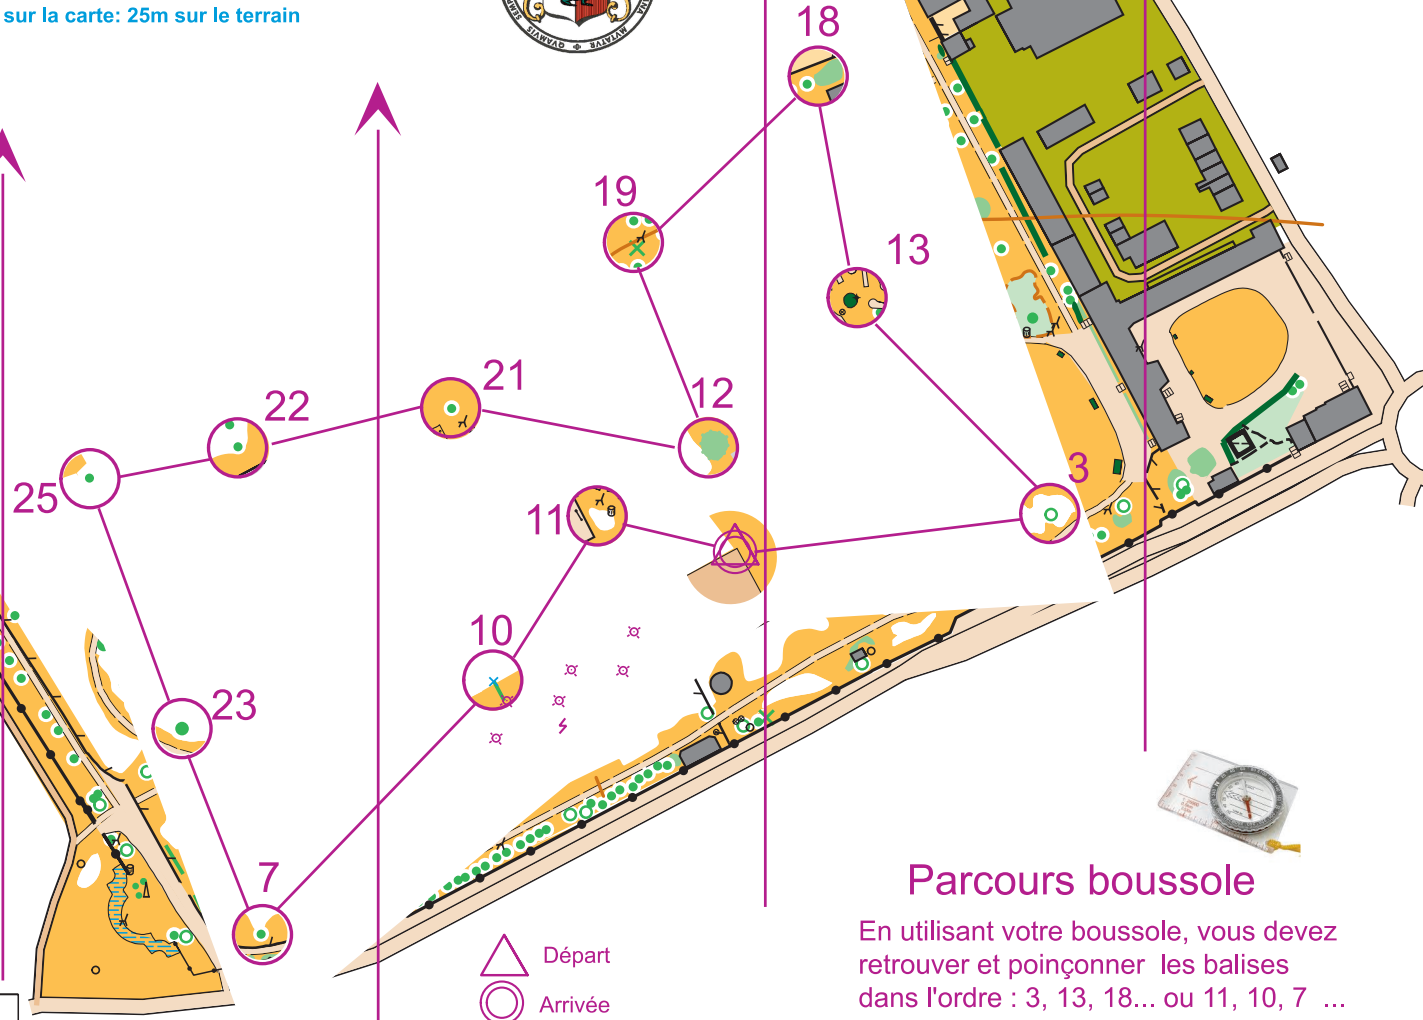 sur la carte: 25m sur le terrain
QVAMVIS
MVTATVR
18
19
13
22
21
12
3
25
11
10
23
7
Départ
Arrivée
Parcours boussole
En utilisant votre boussole, vous devez
retrouver et poinçonner les balises
dans l'ordre : 3, 13, 18... ou 11, 10, 7 ...